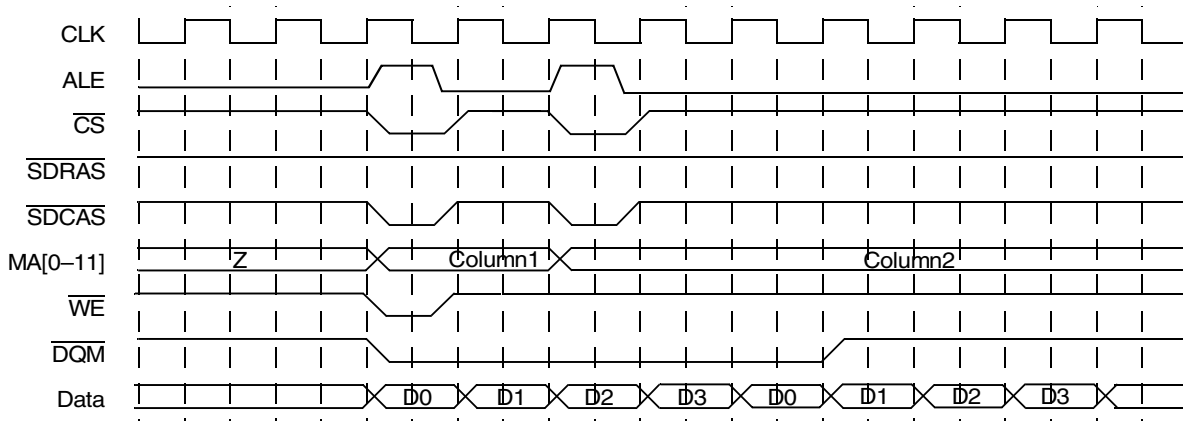 CLK
ALE
CS
SDRAS
SDCAS
MA[0–11] Z Column1 Column2
WE
DQM
Data D0 D1 D2 D3 D0 D1 D2 D3